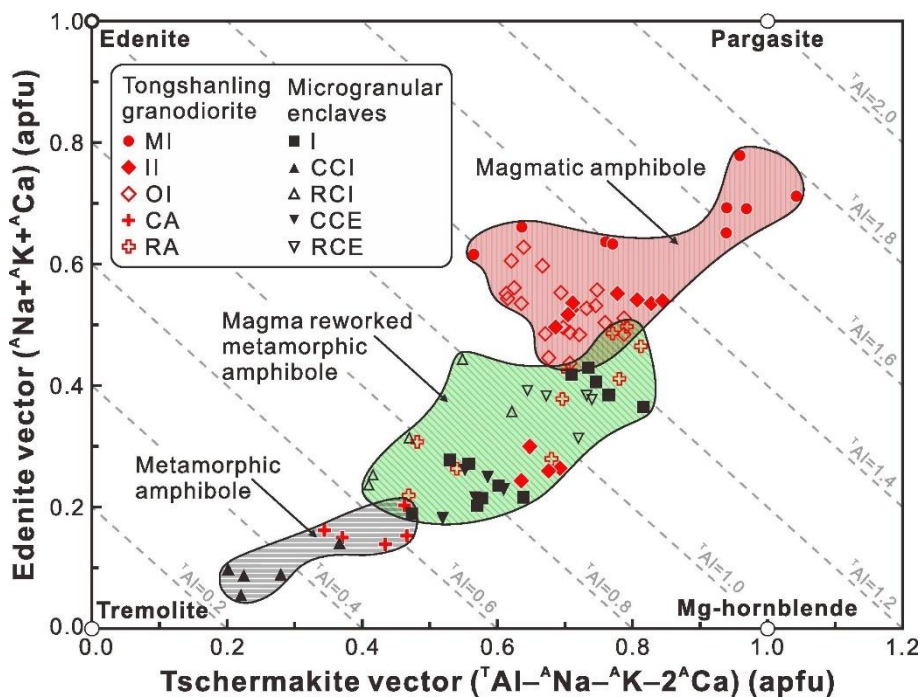 1.0
0.8
0.6
0.4
0.2
0.0
Edenite vector (ᴬNa+ᴬK+ᴬCa) (apfu)
Edenite
Pargasite
Tongshanling
granodiorite
MI
II
OI
CA
RA
Microgranular
enclaves
I
CCI
RCI
CCE
RCE
Magmatic amphibole
Magma reworked
metamorphic
amphibole
Metamorphic
amphibole
ᵀAl=2.0
ᵀAl=1.8
ᵀAl=1.6
ᵀAl=1.4
ᵀAl=1.2
ᵀAl=1.0
ᵀAl=0.8
ᵀAl=0.6
ᵀAl=0.4
ᵀAl=0.2
Tremolite
Mg-hornblende
0.0
0.2
0.4
0.6
0.8
1.0
1.2
Tschermakite vector (ᵀAl–ᴬNa–ᴬK–2ᴬCa) (apfu)